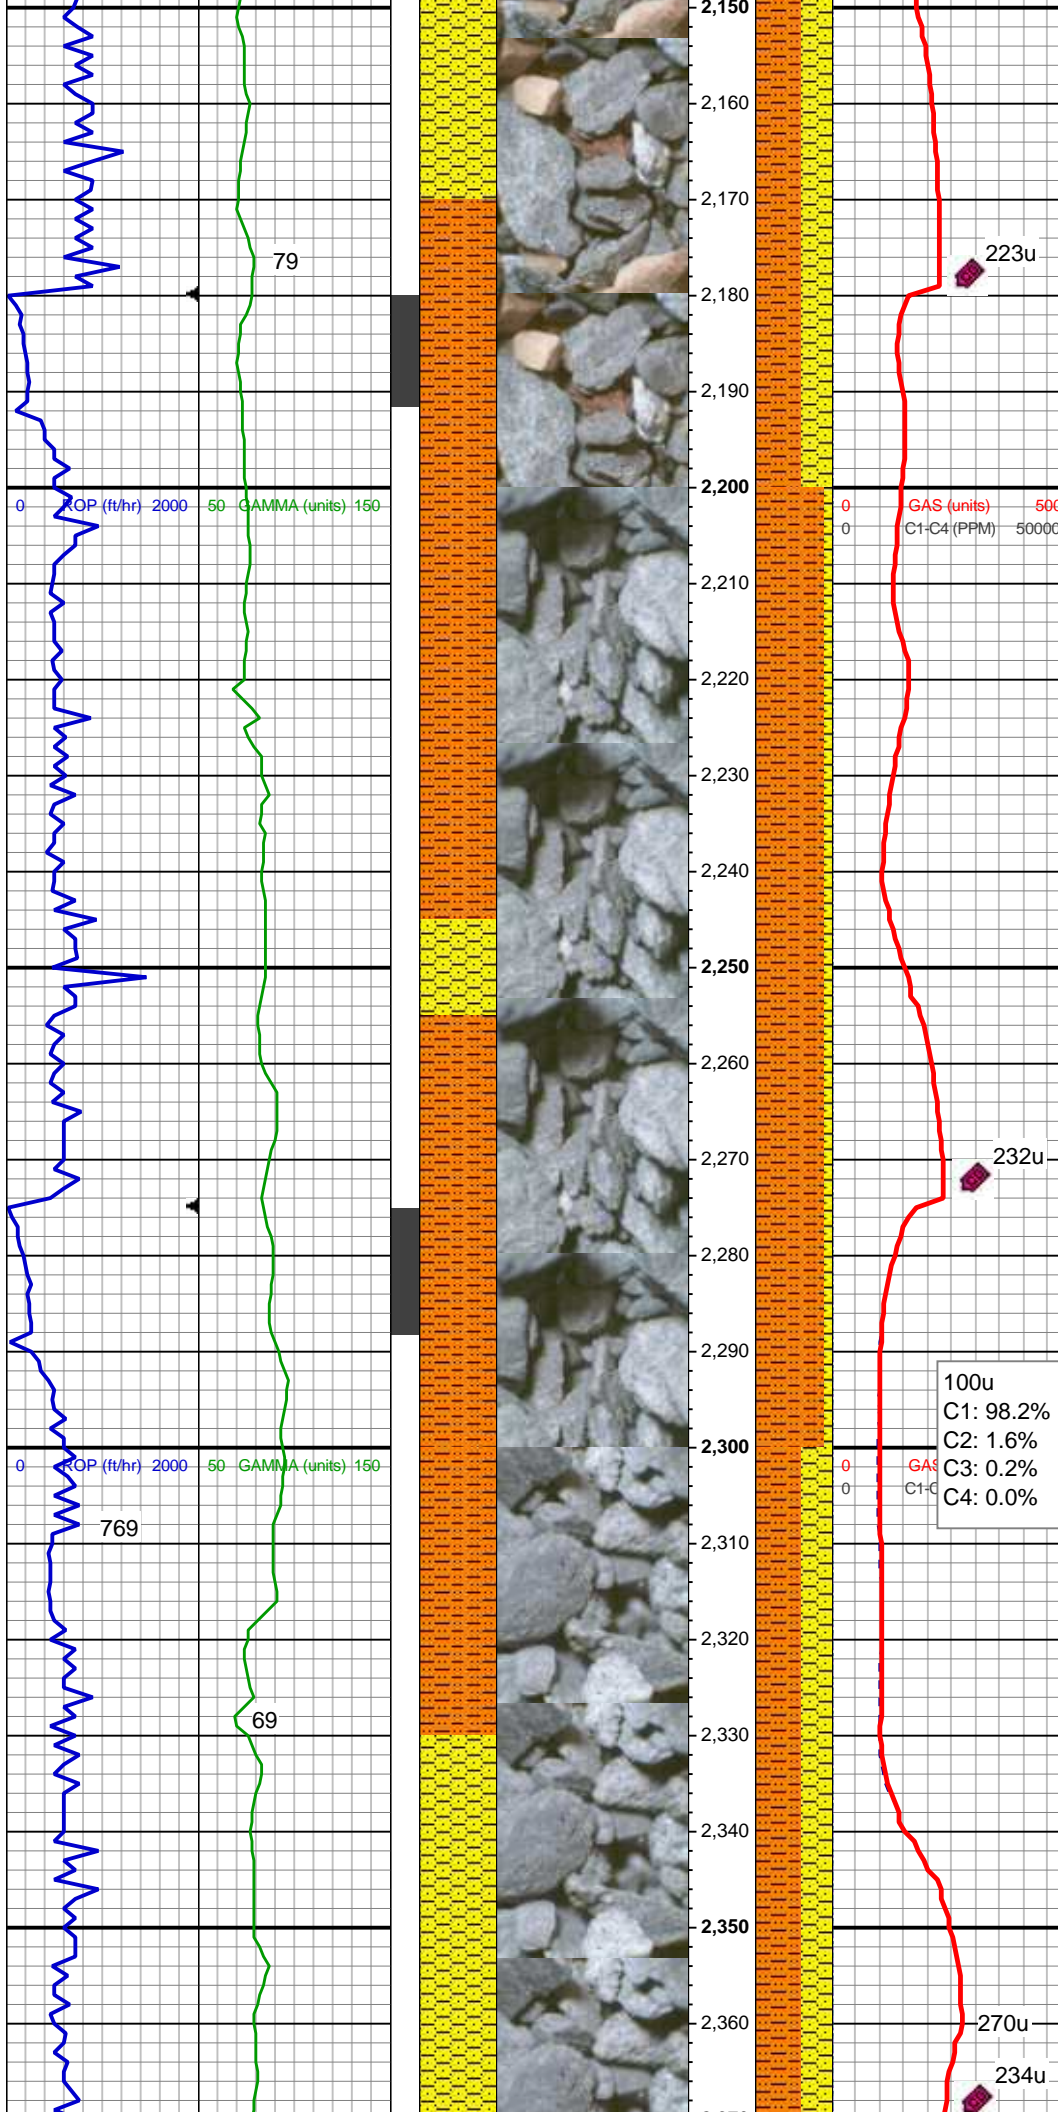 2,150
2,160
2,170
79
223u
2,180
2,190
2,200
0 ROP (ft/hr) 2000 50 GAMMA (units) 150
0 GAS (units) 500
0 C1-C4 (PPM) 50000
2,210
2,220
2,230
2,240
2,250
2,260
2,270
232u
2,280
2,290
100u
C1: 98.2%
C2: 1.6%
C3: 0.2%
C4: 0.0%
2,300
0 ROP (ft/hr) 2000 50 GAMMA (units) 150
0 GAS
0 C1-C
769
2,310
2,320
69
2,330
2,340
2,350
2,360
270u
234u